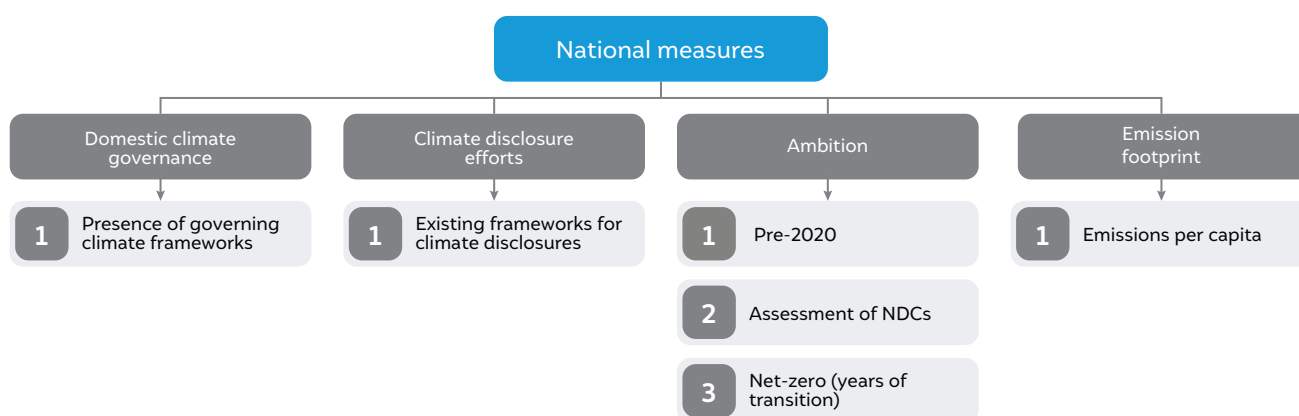 National measures
Domestic climate
governance
Climate disclosure
efforts
Ambition
Emission
footprint
1
Presence of governing
climate frameworks
1
Existing frameworks for
climate disclosures
1
Pre-2020
1
Emissions per capita
2
Assessment of NDCs
3
Net-zero (years of
transition)